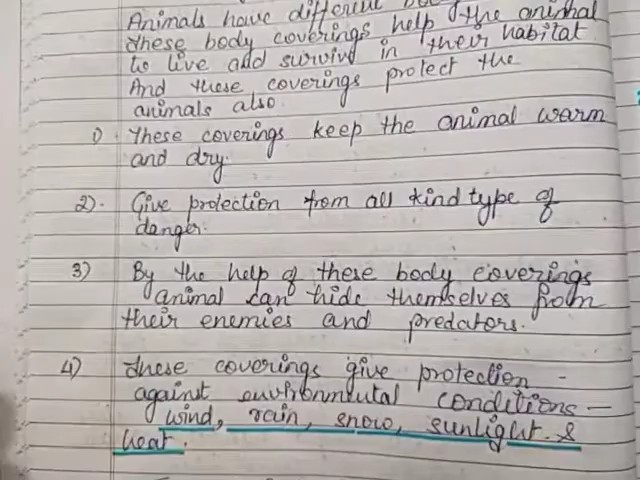 Animals have different
these body coverings help the animal
to live add survive in their habitat
And these coverings protect the
animals also.
1) These coverings keep the animal warm
and dry.
2). Give protection from all kind type of
danger.
3) By the help of these body coverings
animal can hide themselves from
their enemies and predators.
4) These coverings give protection -
against environmental conditions -
wind, rain, snow, sunlight &
heat.